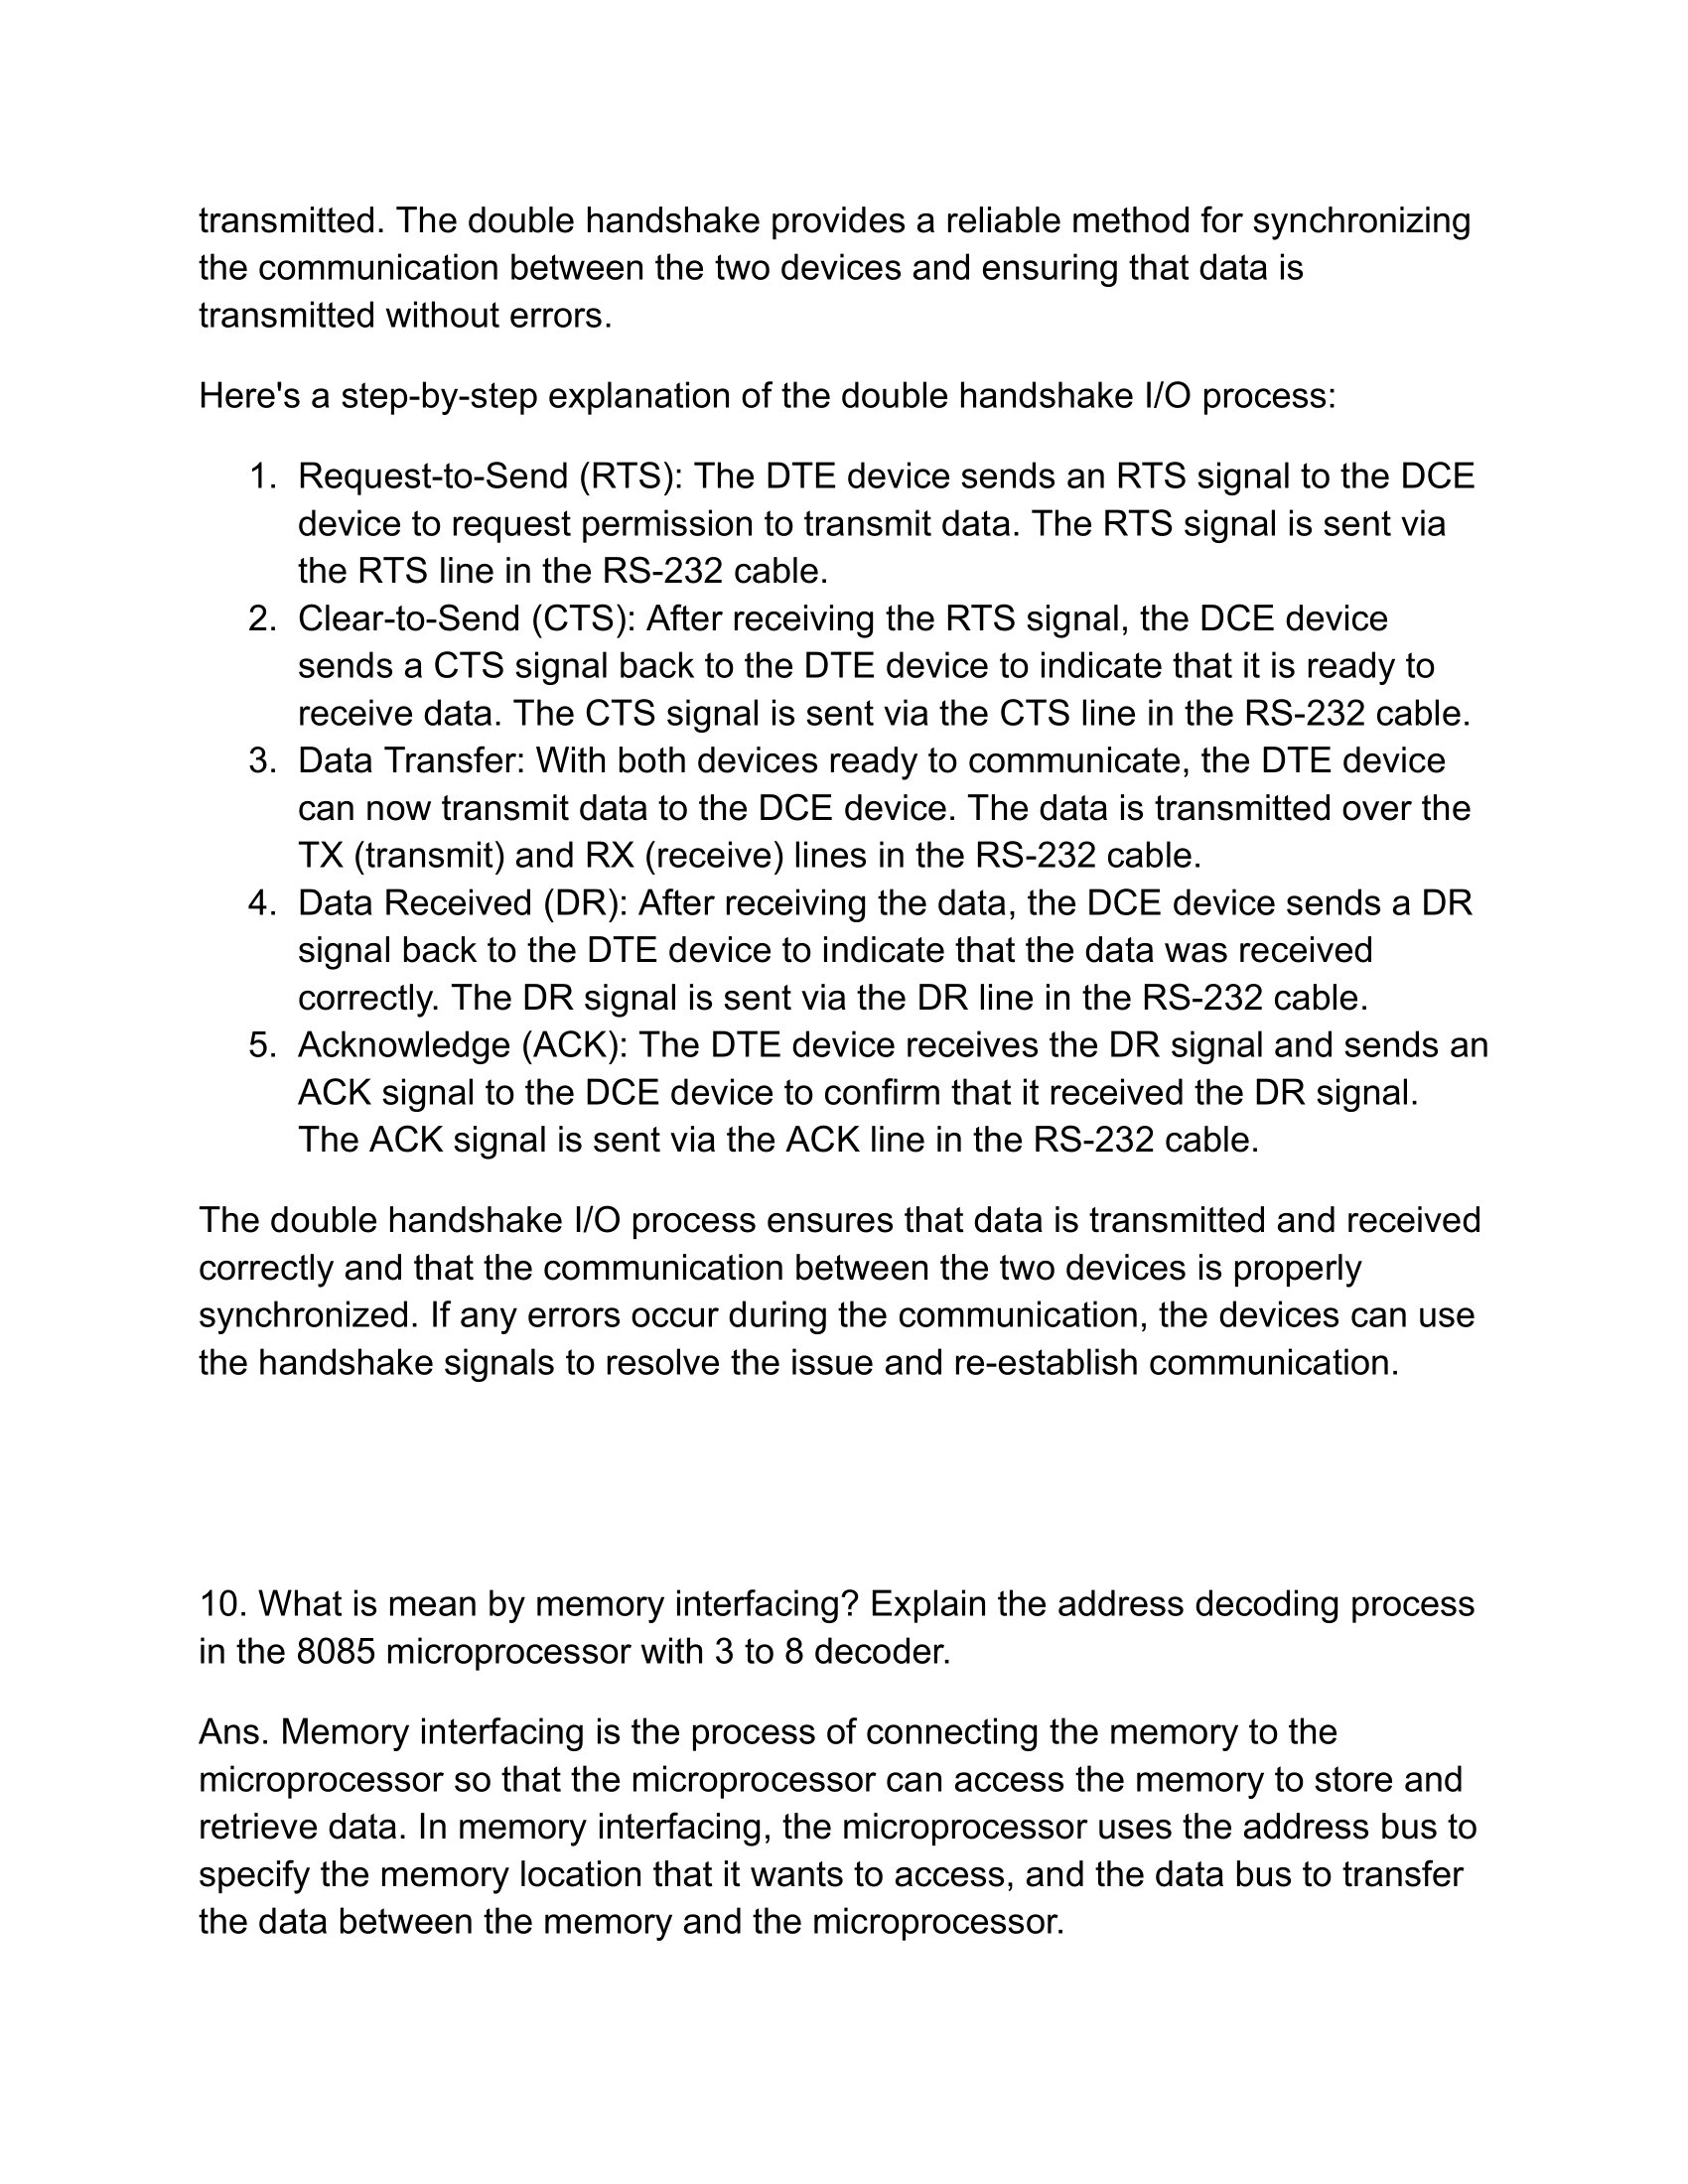 transmitted. The double handshake provides a reliable method for synchronizing
the communication between the two devices and ensuring that data is
transmitted without errors.
Here's a step-by-step explanation of the double handshake I/O process:
1. Request-to-Send (RTS): The DTE device sends an RTS signal to the DCE
device to request permission to transmit data. The RTS signal is sent via
the RTS line in the RS-232 cable.
2. Clear-to-Send (CTS): After receiving the RTS signal, the DCE device
sends a CTS signal back to the DTE device to indicate that it is ready to
receive data. The CTS signal is sent via the CTS line in the RS-232 cable.
3. Data Transfer: With both devices ready to communicate, the DTE device
can now transmit data to the DCE device. The data is transmitted over the
TX (transmit) and RX (receive) lines in the RS-232 cable.
4. Data Received (DR): After receiving the data, the DCE device sends a DR
signal back to the DTE device to indicate that the data was received
correctly. The DR signal is sent via the DR line in the RS-232 cable.
5. Acknowledge (ACK): The DTE device receives the DR signal and sends an
ACK signal to the DCE device to confirm that it received the DR signal.
The ACK signal is sent via the ACK line in the RS-232 cable.
The double handshake I/O process ensures that data is transmitted and received
correctly and that the communication between the two devices is properly
synchronized. If any errors occur during the communication, the devices can use
the handshake signals to resolve the issue and re-establish communication.
10. What is mean by memory interfacing? Explain the address decoding process
in the 8085 microprocessor with 3 to 8 decoder.
Ans. Memory interfacing is the process of connecting the memory to the
microprocessor so that the microprocessor can access the memory to store and
retrieve data. In memory interfacing, the microprocessor uses the address bus to
specify the memory location that it wants to access, and the data bus to transfer
the data between the memory and the microprocessor.